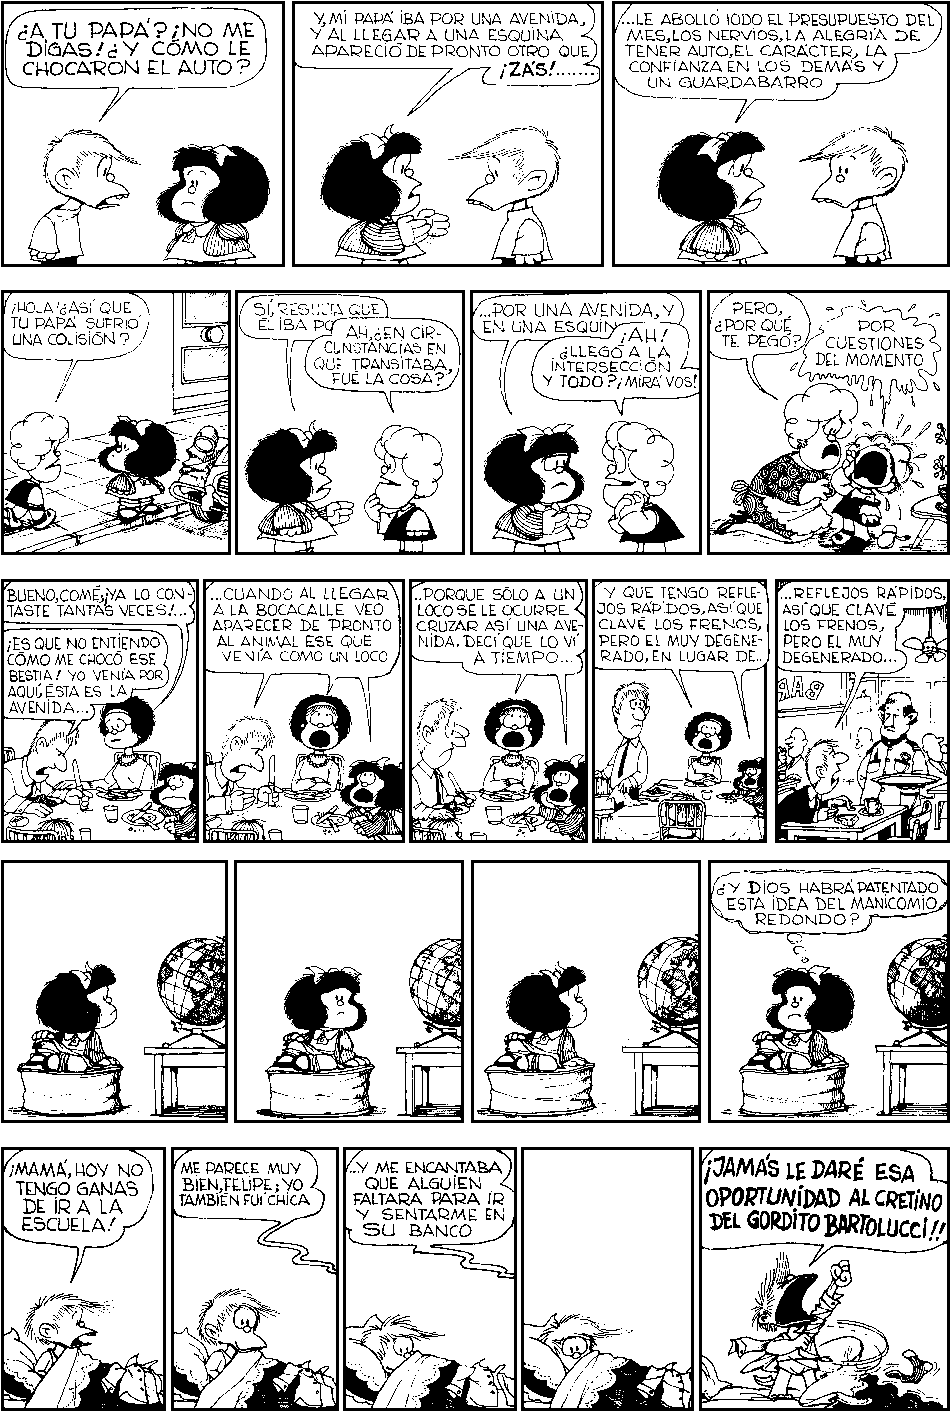 ¿A TU PAPÁ? ¡NO ME
DIGAS! ¿Y CÓMO LE
CHOCARON EL AUTO?
Y, MI PAPÁ IBA POR UNA AVENIDA,
Y AL LLEGAR A UNA ESQUINA
APARECIÓ DE PRONTO OTRO QUE
¡ZÁS!........
...LE ABOLLÓ TODO EL PRESUPUESTO DEL
MES, LOS NERVIOS, LA ALEGRÍA DE
TENER AUTO, EL CARÁCTER, LA
CONFIANZA EN LOS DEMÁS Y
UN GUARDABARRO
¡HOLA! ¿ASÍ QUE
TU PAPÁ SUFRIÓ
UNA COLISIÓN?
SÍ, RESULTA QUE
ÉL IBA PO
AH, ¿EN CIR-
CUNSTANCIAS EN
QUE TRANSITABA,
FUE LA COSA?
...POR UNA AVENIDA, Y
EN UNA ESQUIN
¡AH!
¿LLEGÓ A LA
INTERSECCIÓN
Y TODO? ¡MIRÁ VOS!
PERO,
¿POR QUÉ
TE PEGÓ?
POR
CUESTIONES
DEL MOMENTO
BUENO, COMÉ, ¡YA LO CON-
TASTE TANTAS VECES!...
¡ES QUE NO ENTIENDO
CÓMO ME CHOCÓ ESE
BESTIA! YO VENÍA POR
AQUÍ, ÉSTA ES LA
AVENIDA...
...CUANDO AL LLEGAR
A LA BOCACALLE VEO
APARECER DE PRONTO
AL ANIMAL ESE QUE
VENÍA COMO UN LOCO
..PORQUE SÓLO A UN
LOCO SE LE OCURRE
CRUZAR ASÍ UNA AVE-
NIDA. DECÍ QUE LO VI
A TIEMPO...
Y QUE TENGO REFLE-
JOS RÁPIDOS, ASÍ QUE
CLAVÉ LOS FRENOS,
PERO EL MUY DEGENE-
RADO, EN LUGAR DE..
...REFLEJOS RÁPIDOS,
ASÍ QUE CLAVÉ
LOS FRENOS,
PERO EL MUY
DEGENERADO...
BAR
¿Y DIOS HABRÁ PATENTADO
ESTA IDEA DEL MANICOMIO
REDONDO?
¡MAMÁ, HOY NO
TENGO GANAS
DE IR A LA
ESCUELA!
ME PARECE MUY
BIEN, FELIPE; YO
TAMBIÉN FUI CHICA
..Y ME ENCANTABA
QUE ALGUIEN
FALTARA PARA IR
Y SENTARME EN
SU BANCO
¡JAMÁS LE DARÉ ESA
OPORTUNIDAD AL CRETINO
DEL GORDITO BARTOLUCCI!!